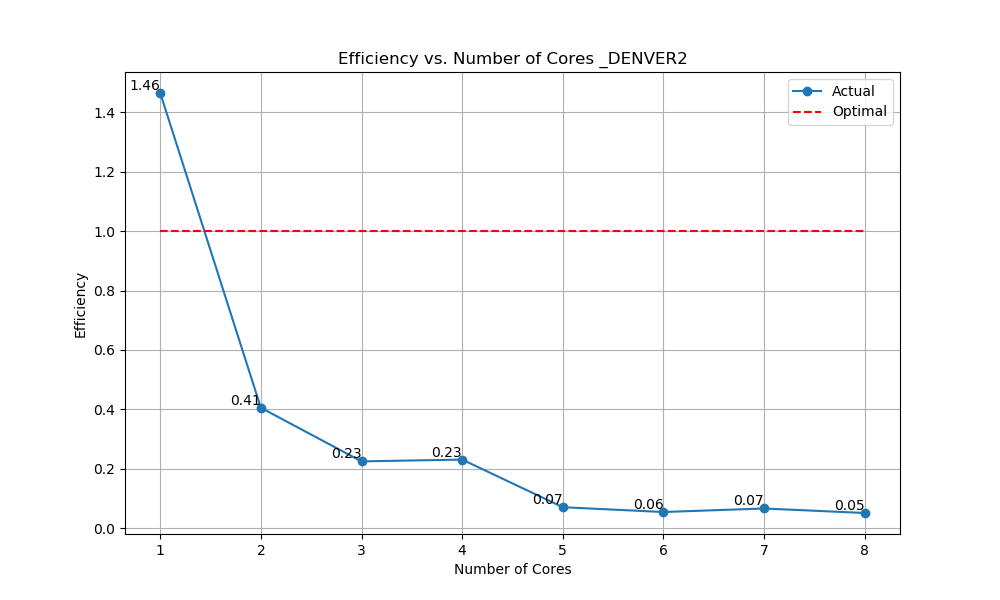 Efficiency vs. Number of Cores _DENVER2
Actual
Optimal
Efficiency
1.4
1.2
1.0
0.8
0.6
0.4
0.2
0.0
1.46
0.41
0.23
0.23
0.07
0.06
0.07
0.05
1 2 3 4 5 6 7 8
Number of Cores